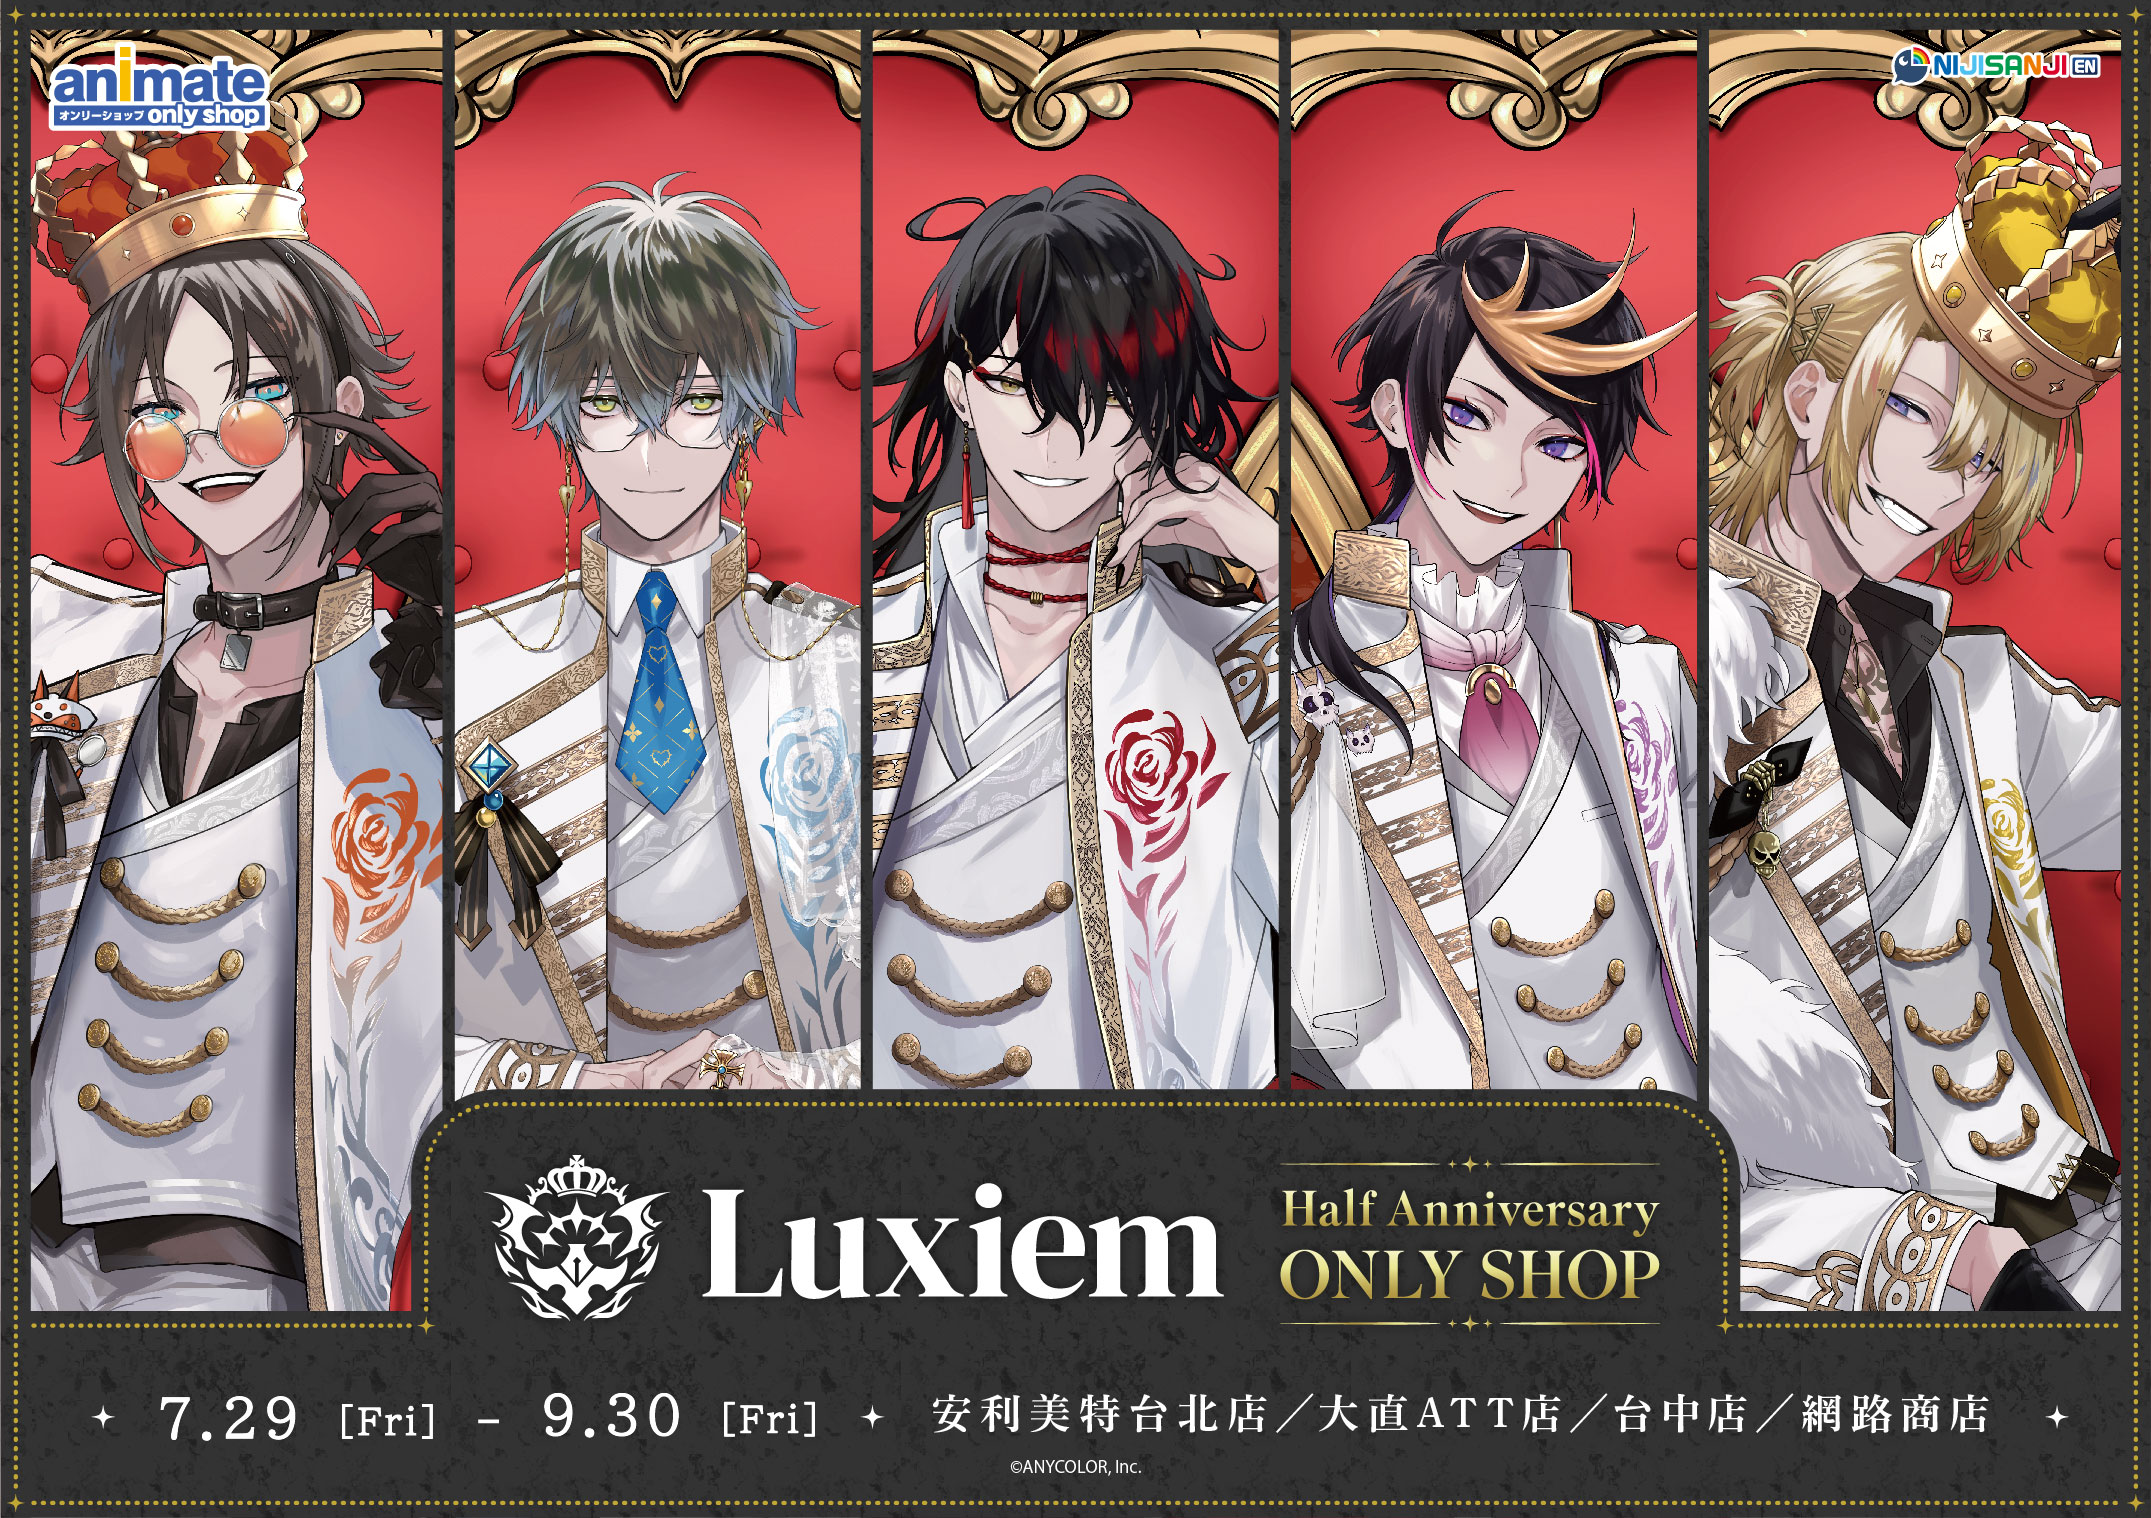 animate
オンリーショップ only shop
NIJISANJI EN
Luxiem
Half Anniversary
ONLY SHOP
7.29 [Fri] - 9.30 [Fri]
安利美特台北店／大直ATT店／台中店／網路商店
©ANYCOLOR, Inc.